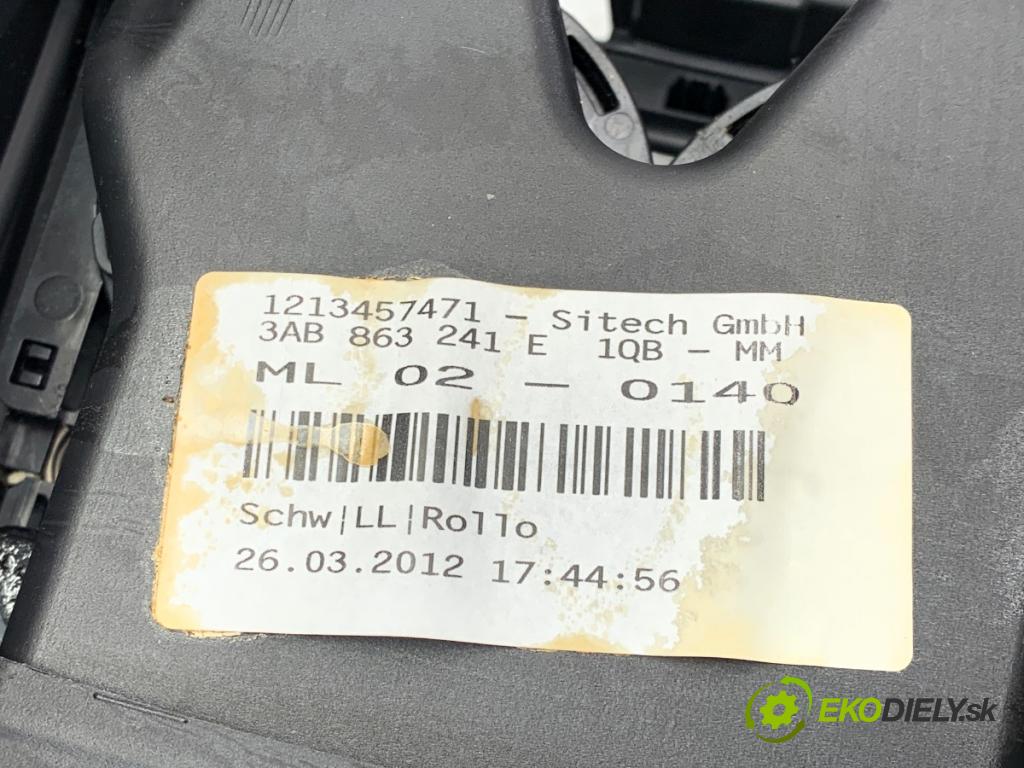 1213457471 - Sitech GmbH
3AB 863 241 E 1QB - MM
ML 02 - 0140
Schw|LL|Rollo
26.03.2012 17:44:56
EKODIELY.sk